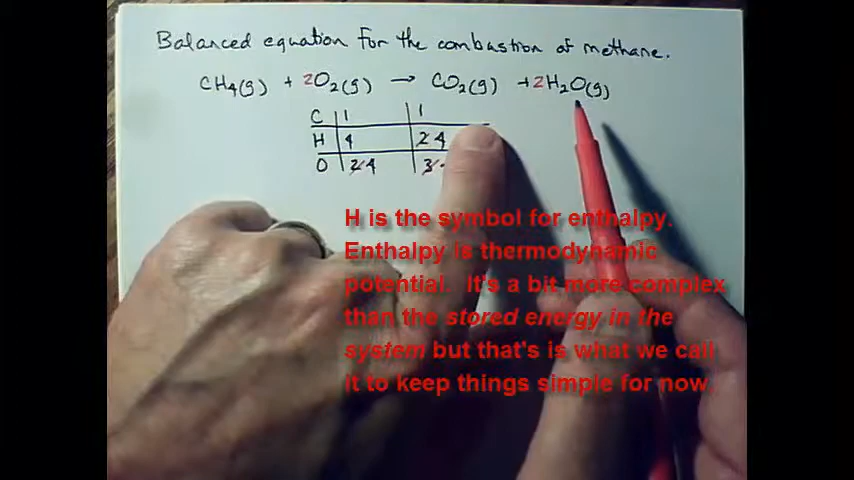 Balanced equation for the combustion of methane.
CH₄(g) + 2O₂(g) → CO₂(g) + 2H₂O(g)
C 1 1
H 4 2 4
O 2 4 3
H is the symbol for enthalpy.
Enthalpy is thermodynamic
potential. It's a bit more complex
than the stored energy in the
system but that's is what we call
it to keep things simple for now